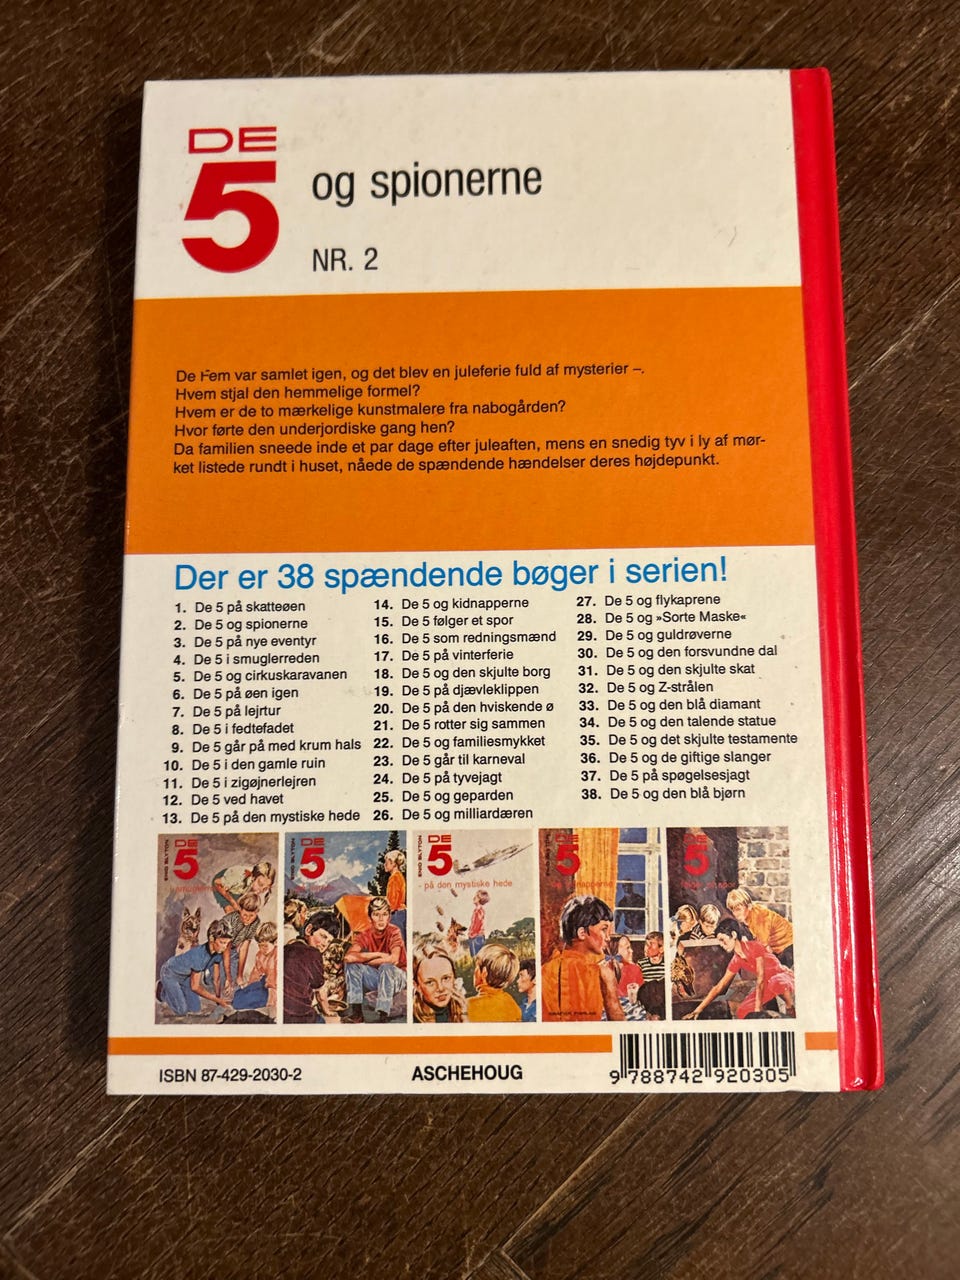 DE
5
og spionerne
NR. 2
De Fem var samlet igen, og det blev en juleferie fuld af mysterier –.
Hvem stjal den hemmelige formel?
Hvem er de to mærkelige kunstmalere fra nabogården?
Hvor førte den underjordiske gang hen?
Da familien sneede inde et par dage efter juleaften, mens en snedig tyv i ly af mør-
ket listede rundt i huset, nåede de spændende hændelser deres højdepunkt.
Der er 38 spændende bøger i serien!
1. De 5 på skatteøen
2. De 5 og spionerne
3. De 5 på nye eventyr
4. De 5 i smuglerreden
5. De 5 og cirkuskaravanen
6. De 5 på øen igen
7. De 5 på lejrtur
8. De 5 i fedtefadet
9. De 5 går på med krum hals
10. De 5 i den gamle ruin
11. De 5 i zigøjnerlejren
12. De 5 ved havet
13. De 5 på den mystiske hede
14. De 5 og kidnapperne
15. De 5 følger et spor
16. De 5 som redningsmænd
17. De 5 på vinterferie
18. De 5 og den skjulte borg
19. De 5 på djævleklippen
20. De 5 på den hviskende ø
21. De 5 rotter sig sammen
22. De 5 og familiesmykket
23. De 5 går til karneval
24. De 5 på tyvejagt
25. De 5 og geparden
26. De 5 og milliardæren
27. De 5 og flykaprene
28. De 5 og »Sorte Maske«
29. De 5 og guldrøverne
30. De 5 og den forsvundne dal
31. De 5 og den skjulte skat
32. De 5 og Z-strålen
33. De 5 og den blå diamant
34. De 5 og den talende statue
35. De 5 og det skjulte testamente
36. De 5 og de giftige slanger
37. De 5 på spøgelsesjagt
38. De 5 og den blå bjørn
ENID BLYTON
DE
5
ENID BLYTON
DE
5
ENID BLYTON
DE
5
- på den mystiske hede
DE
5
DE
5
ISBN 87-429-2030-2
ASCHEHOUG
9 788742 920305